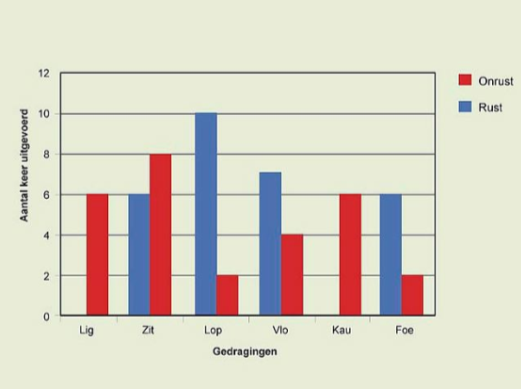 12
10
8
6
4
2
0
Aantal keer uitgevoerd
Lig Zit Lop Vlo Kau Foe
Gedragingen
Onrust
Rust